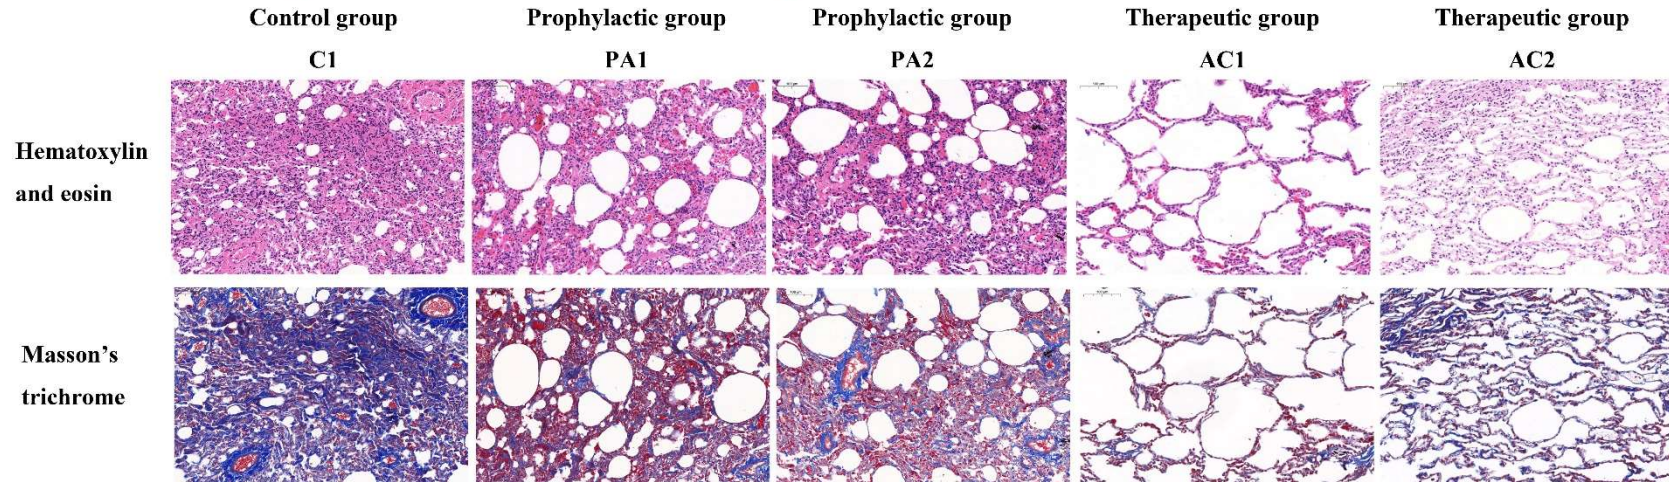 Control group
Prophylactic group
Prophylactic group
Therapeutic group
Therapeutic group
C1
PA1
PA2
AC1
AC2
Hematoxylin
and eosin
Masson's
trichrome